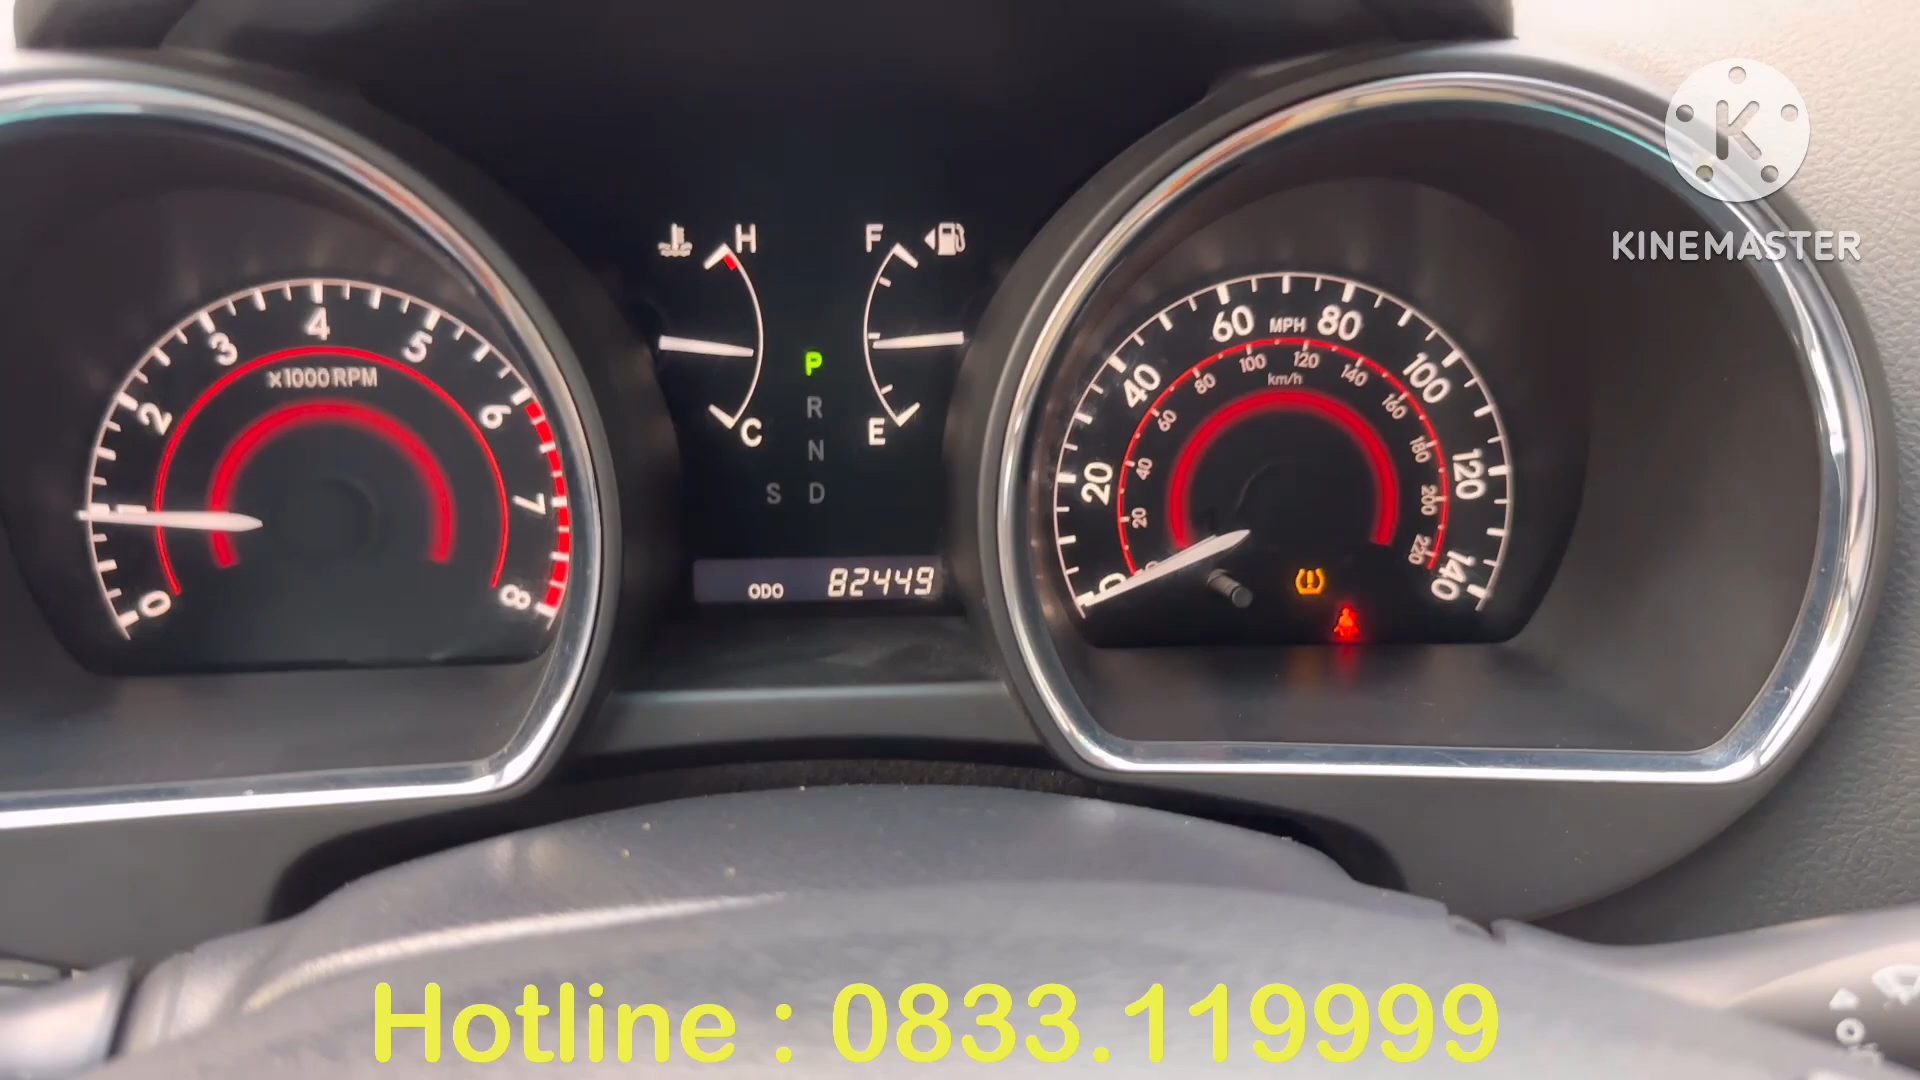 K
KINEMASTER
H
F
C
E
P
R
N
S D
ODO 82449
0
1
2
3
4
5
6
7
8
x1000 RPM
0
20
40
60
80
100
120
140
MPH
20
40
60
80
100
120
140
160
180
200
220
km/h
Hotline : 0833.119999